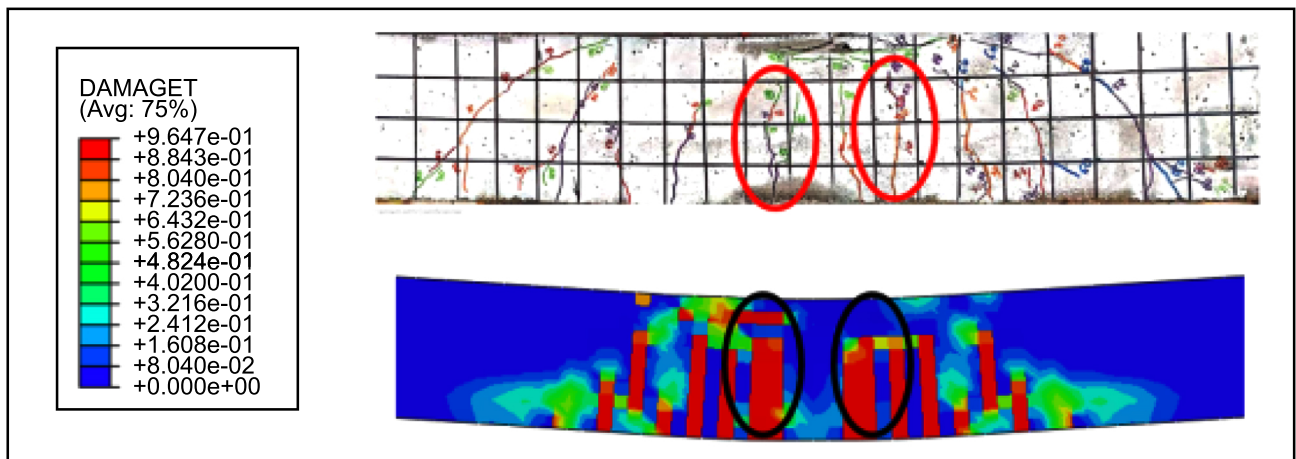 DAMAGET
(Avg: 75%)
+9.647e-01
+8.843e-01
+8.040e-01
+7.236e-01
+6.432e-01
+5.6280-01
+4.824e-01
+4.0200-01
+3.216e-01
+2.412e-01
+1.608e-01
+8.040e-02
+0.000e+00